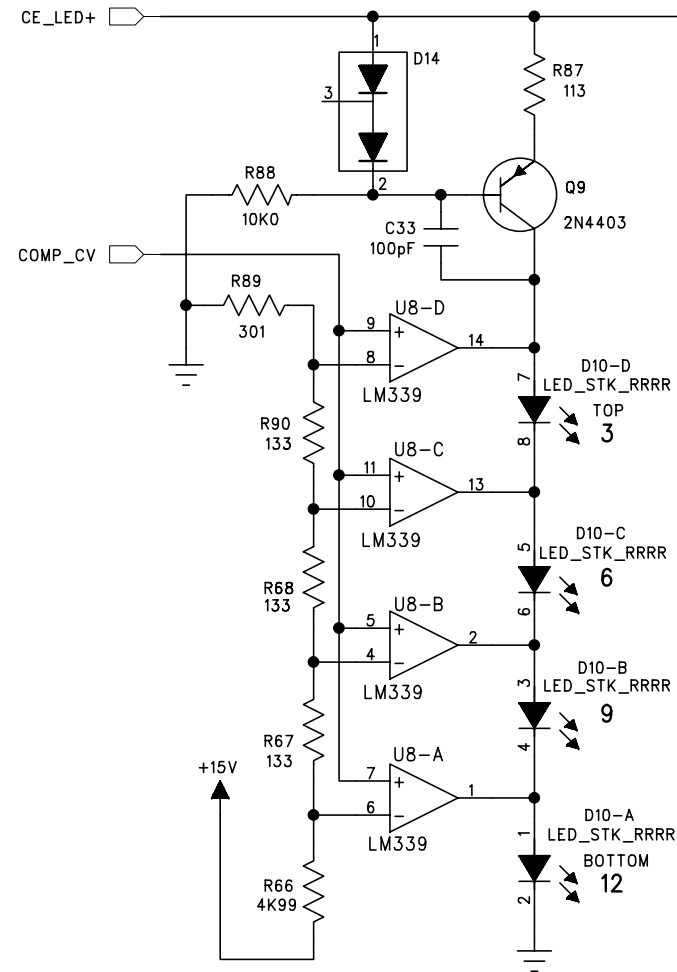 CE_LED+
1
D14
3
2
R87
113
R88
10K0
Q9
2N4403
C33
100pF
COMP_CV
R89
301
U8-D
9
+
8
−
14
LM339
D10-D
LED_STK_RRRR
7
TOP
3
8
R90
133
U8-C
11
+
10
−
13
LM339
D10-C
LED_STK_RRRR
5
6
6
R68
133
U8-B
5
+
4
−
2
LM339
D10-B
LED_STK_RRRR
3
9
4
R67
133
+15V
U8-A
7
+
6
−
1
LM339
D10-A
LED_STK_RRRR
1
BOTTOM
12
2
R66
4K99